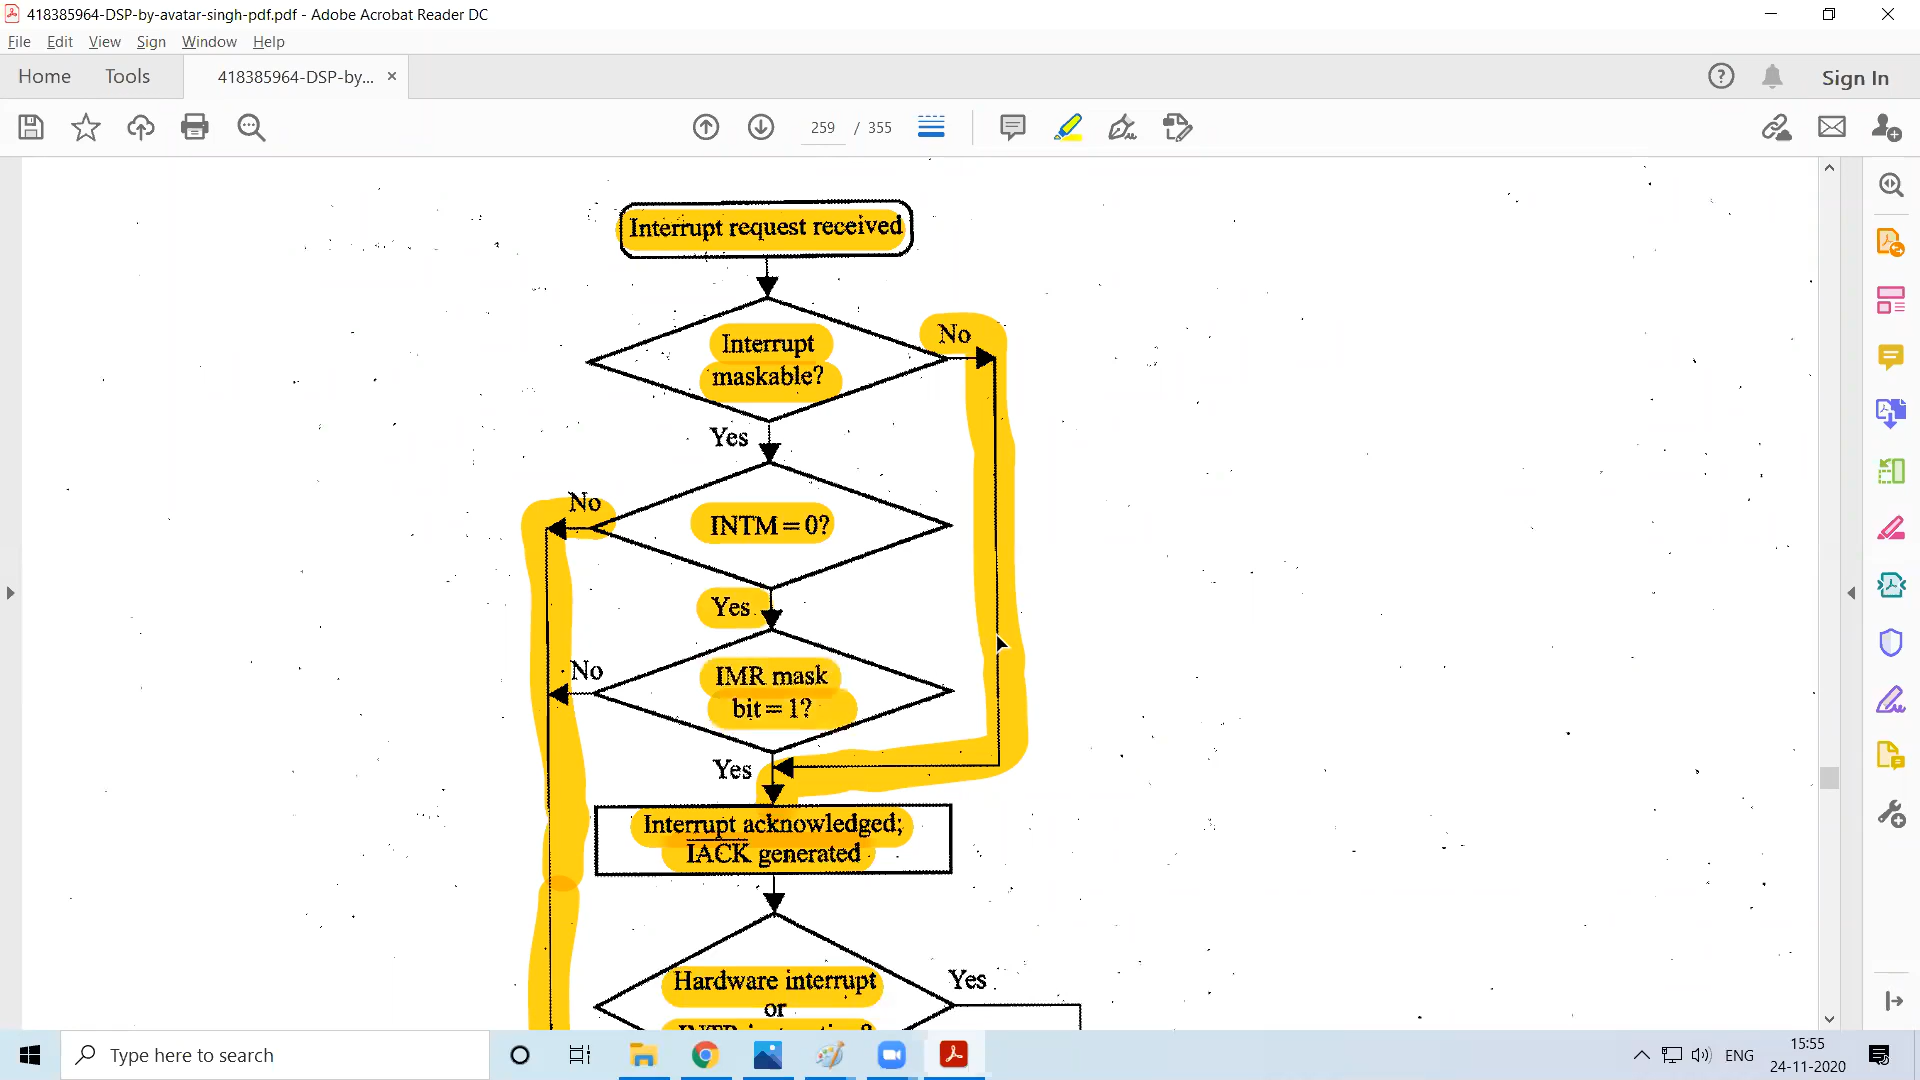 418385964-DSP-by-avatar-singh-pdf.pdf - Adobe Acrobat Reader DC
File Edit View Sign Window Help
Home Tools 418385964-DSP-by... × Sign In
259 / 355
Interrupt request received
No
Interrupt
maskable?
Yes
No
INTM = 0?
Yes
No
IMR mask
bit = 1?
Yes
Interrupt acknowledged;
IACK generated
Hardware interrupt
Yes
or
Type here to search
ENG
15:55
24-11-2020